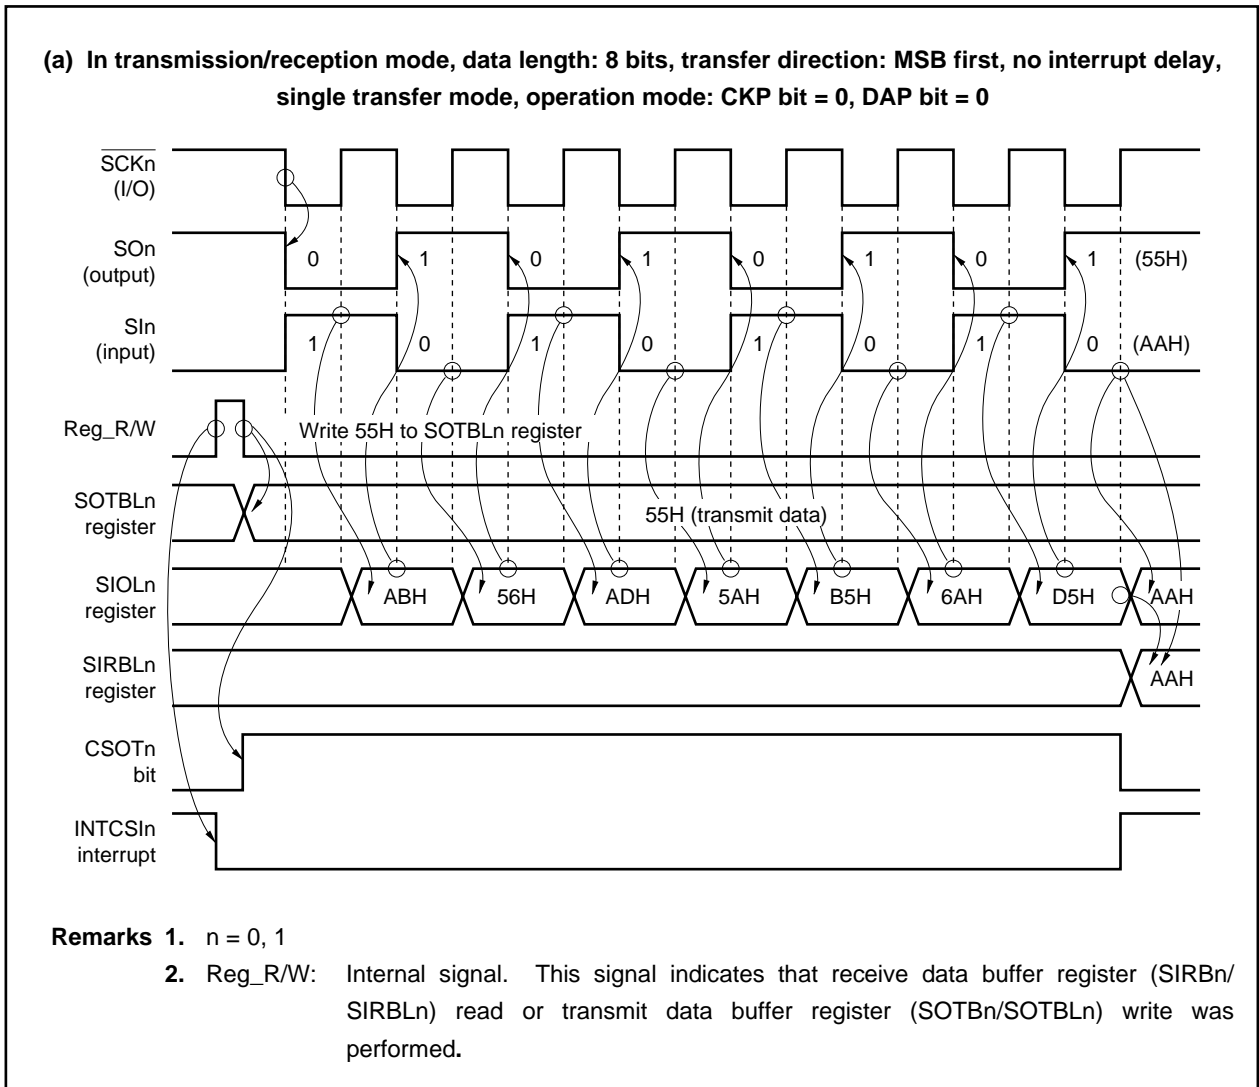 (a) In transmission/reception mode, data length: 8 bits, transfer direction: MSB first, no interrupt delay,
single transfer mode, operation mode: CKP bit = 0, DAP bit = 0
SCKn
(I/O)
SOn
(output)
0 1 0 1 0 1 0 1 (55H)
SIn
(input)
1 0 1 0 1 0 1 0 (AAH)
Reg_R/W
Write 55H to SOTBLn register
SOTBLn
register
55H (transmit data)
SIOLn
register
ABH 56H ADH 5AH B5H 6AH D5H AAH
SIRBLn
register
AAH
CSOTn
bit
INTCSIn
interrupt
Remarks 1. n = 0, 1
2. Reg_R/W: Internal signal. This signal indicates that receive data buffer register (SIRBn/
SIRBLn) read or transmit data buffer register (SOTBn/SOTBLn) write was
performed.